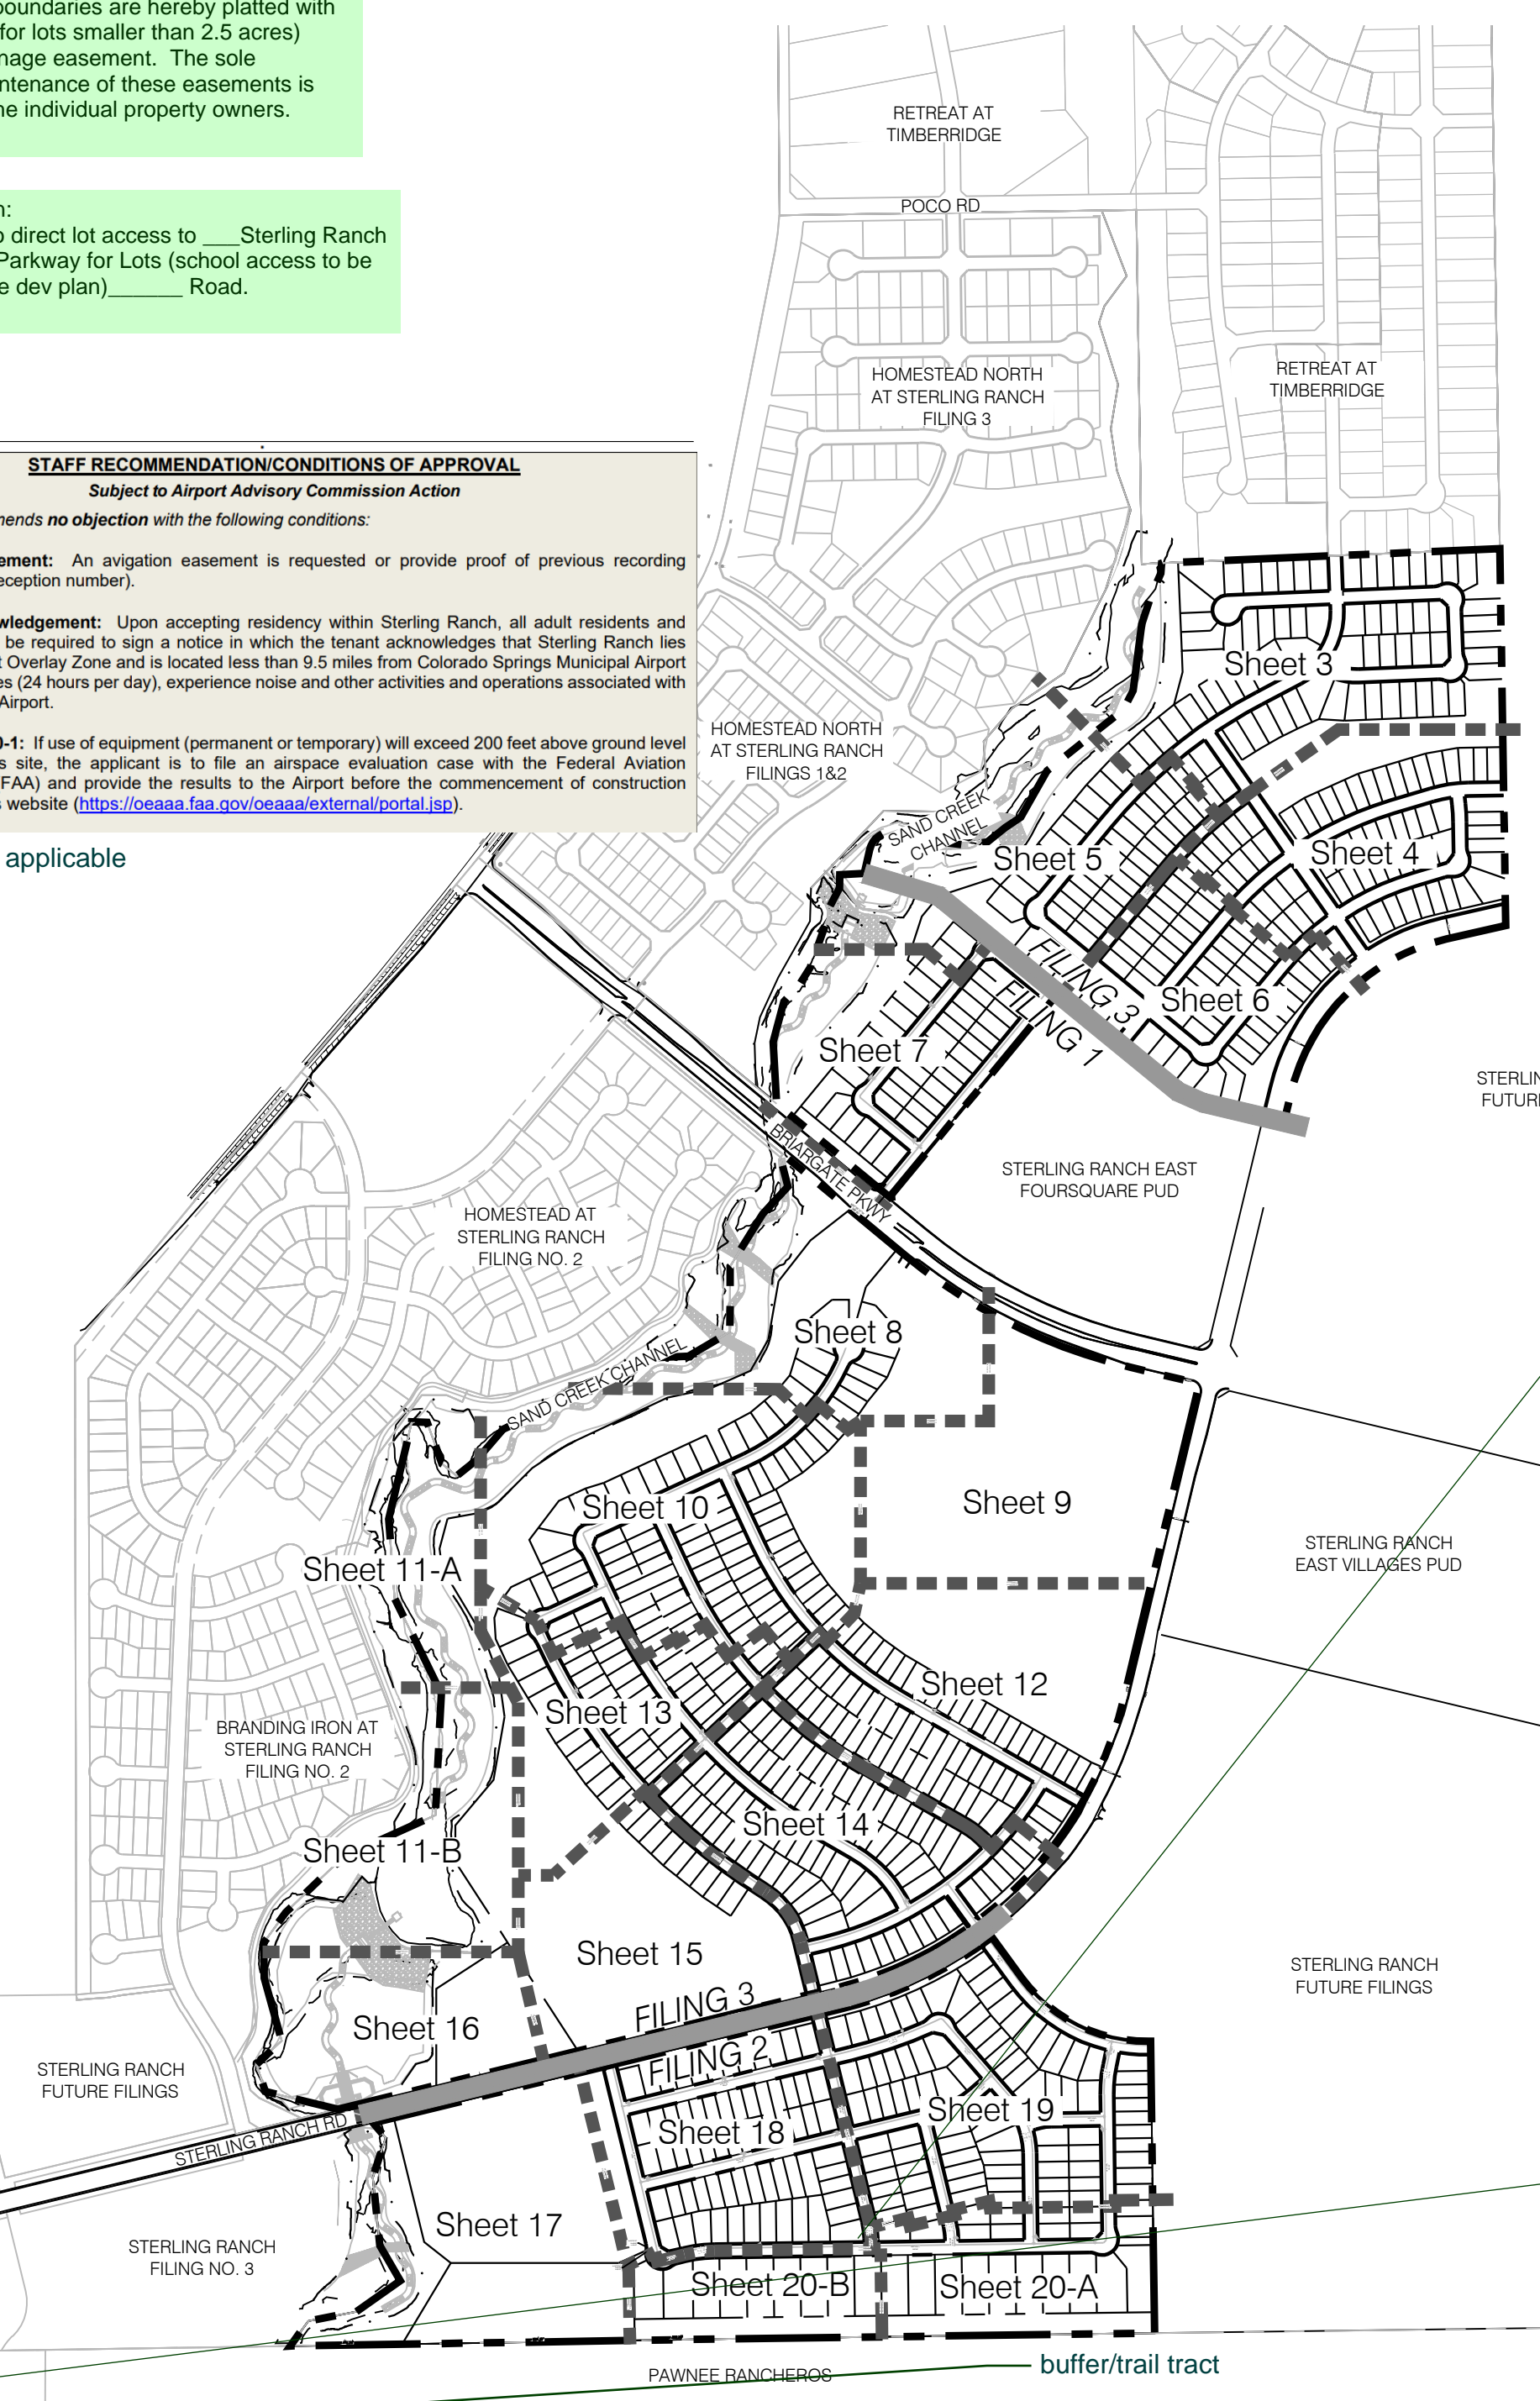 boundaries are hereby platted with
for lots smaller than 2.5 acres)
nage easement.  The sole
ntenance of these easements is
ne individual property owners.
n:
o direct lot access to ___Sterling Ranch
Parkway for Lots (school access to be
e dev plan)______ Road.
STAFF RECOMMENDATION/CONDITIONS OF APPROVAL
Subject to Airport Advisory Commission Action
nends no objection with the following conditions:
ement: An avigation easement is requested or provide proof of previous recording
eception number).
wledgement: Upon accepting residency within Sterling Ranch, all adult residents and
be required to sign a notice in which the tenant acknowledges that Sterling Ranch lies
t Overlay Zone and is located less than 9.5 miles from Colorado Springs Municipal Airport
es (24 hours per day), experience noise and other activities and operations associated with
Airport.
0-1: If use of equipment (permanent or temporary) will exceed 200 feet above ground level
s site, the applicant is to file an airspace evaluation case with the Federal Aviation
FAA) and provide the results to the Airport before the commencement of construction
s website (https://oeaaa.faa.gov/oeaaa/external/portal.jsp).
applicable
RETREAT AT
TIMBERRIDGE
POCO RD
HOMESTEAD NORTH
AT STERLING RANCH
FILING 3
RETREAT AT
TIMBERRIDGE
Sheet 3
HOMESTEAD NORTH
AT STERLING RANCH
FILINGS 1&2
SAND CREEK
CHANNEL
Sheet 5
Sheet 4
FILING 3
FILING 1
Sheet 6
Sheet 7
STERLIN
FUTURE
BRIARGATE PKWY
STERLING RANCH EAST
FOURSQUARE PUD
HOMESTEAD AT
STERLING RANCH
FILING NO. 2
Sheet 8
SAND CREEK CHANNEL
Sheet 10
Sheet 9
STERLING RANCH
EAST VILLAGES PUD
Sheet 11-A
Sheet 12
Sheet 13
BRANDING IRON AT
STERLING RANCH
FILING NO. 2
Sheet 14
Sheet 11-B
Sheet 15
STERLING RANCH
FUTURE FILINGS
FILING 3
FILING 2
Sheet 16
STERLING RANCH
FUTURE FILINGS
STERLING RANCH RD
Sheet 18
Sheet 19
Sheet 17
STERLING RANCH
FILING NO. 3
Sheet 20-B
Sheet 20-A
PAWNEE RANCHEROS
buffer/trail tract